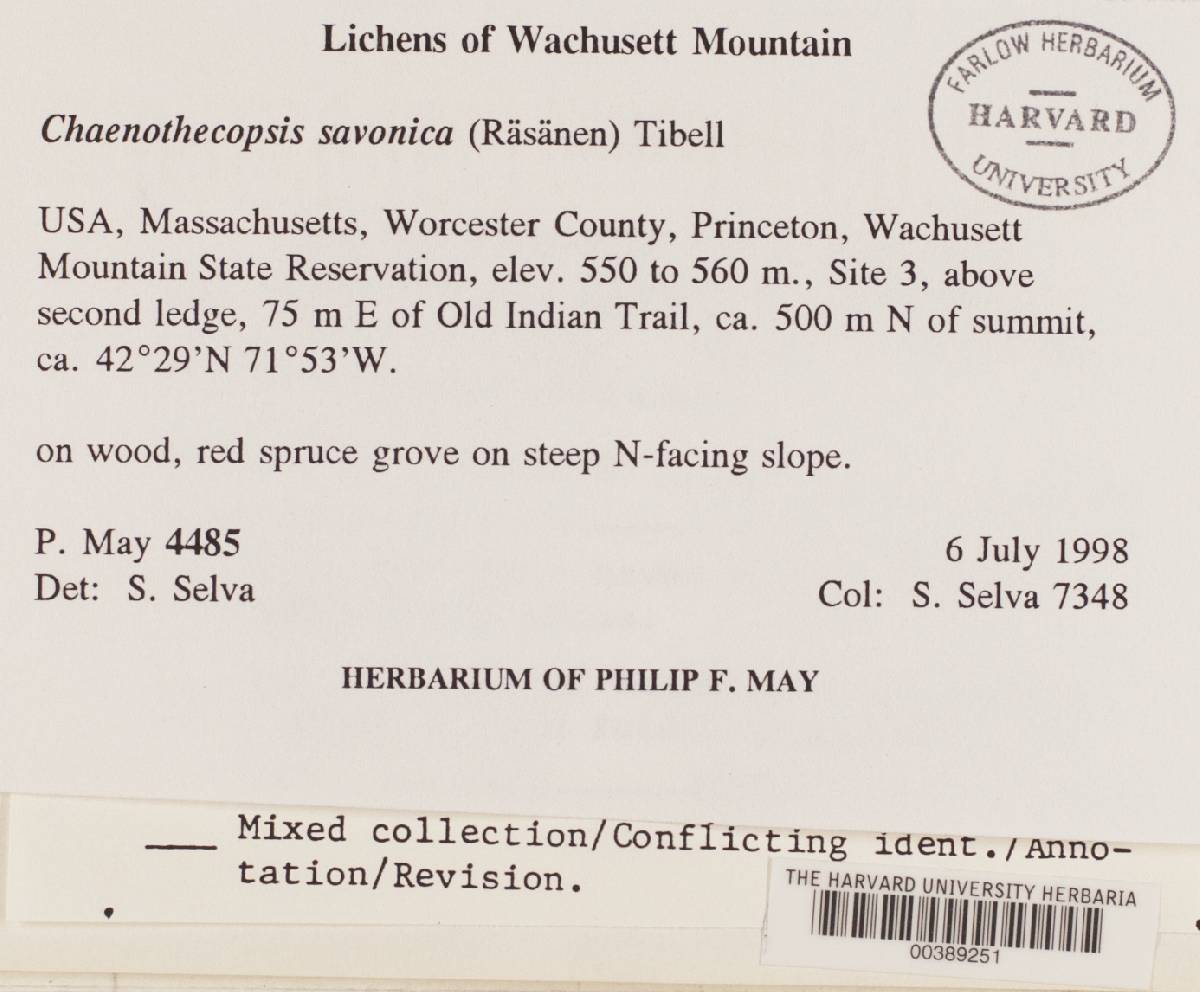 Lichens of Wachusett Mountain
FARLOW HERBARIUM
HARVARD
UNIVERSITY
Chaenothecopsis savonica (Räsänen) Tibell
USA, Massachusetts, Worcester County, Princeton, Wachusett
Mountain State Reservation, elev. 550 to 560 m., Site 3, above
second ledge, 75 m E of Old Indian Trail, ca. 500 m N of summit,
ca. 42°29’N 71°53’W.
on wood, red spruce grove on steep N-facing slope.
P. May 4485
6 July 1998
Det: S. Selva
Col: S. Selva 7348
HERBARIUM OF PHILIP F. MAY
____ Mixed collection/Conflicting ident./Anno-
tation/Revision.
THE HARVARD UNIVERSITY HERBARIA
00389251